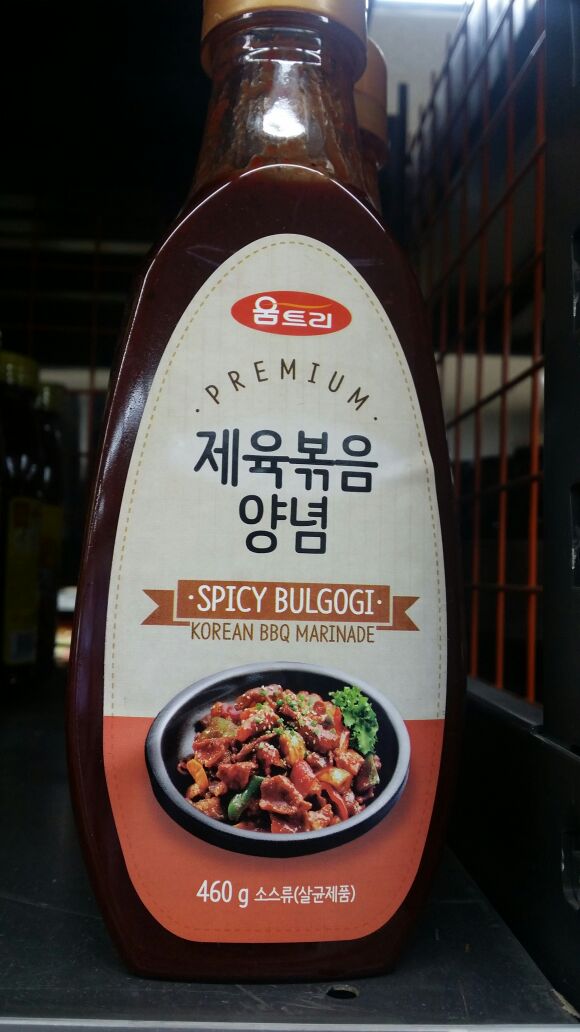 움트리
·PREMIUM·
제육볶음
양념
·SPICY BULGOGI·
KOREAN BBQ MARINADE
460 g 소스류(살균제품)